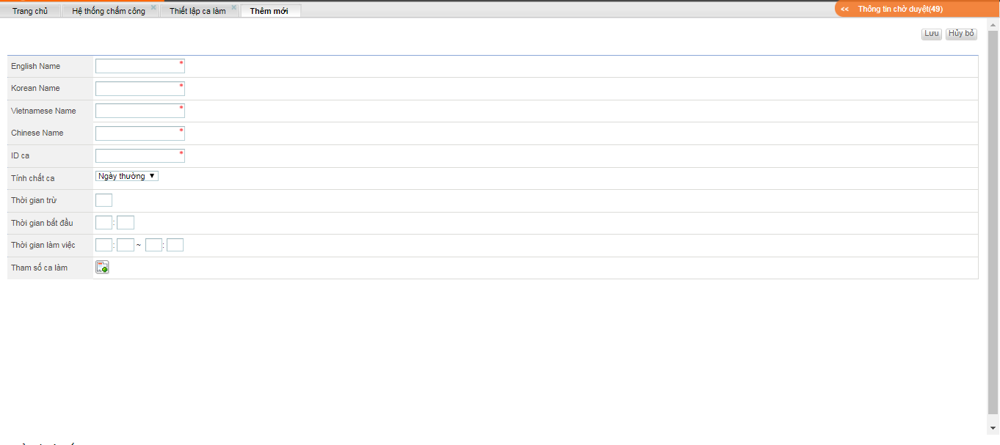 Trang chủ Hệ thống chấm công Thiết lập ca làm Thêm mới << Thông tin chờ duyệt(49)
Lưu Hủy bỏ
English Name *
Korean Name *
Vietnamese Name *
Chinese Name *
ID ca *
Tính chất ca Ngày thường ▼
Thời gian trừ
Thời gian bắt đầu :
Thời gian làm việc : ~ :
Tham số ca làm